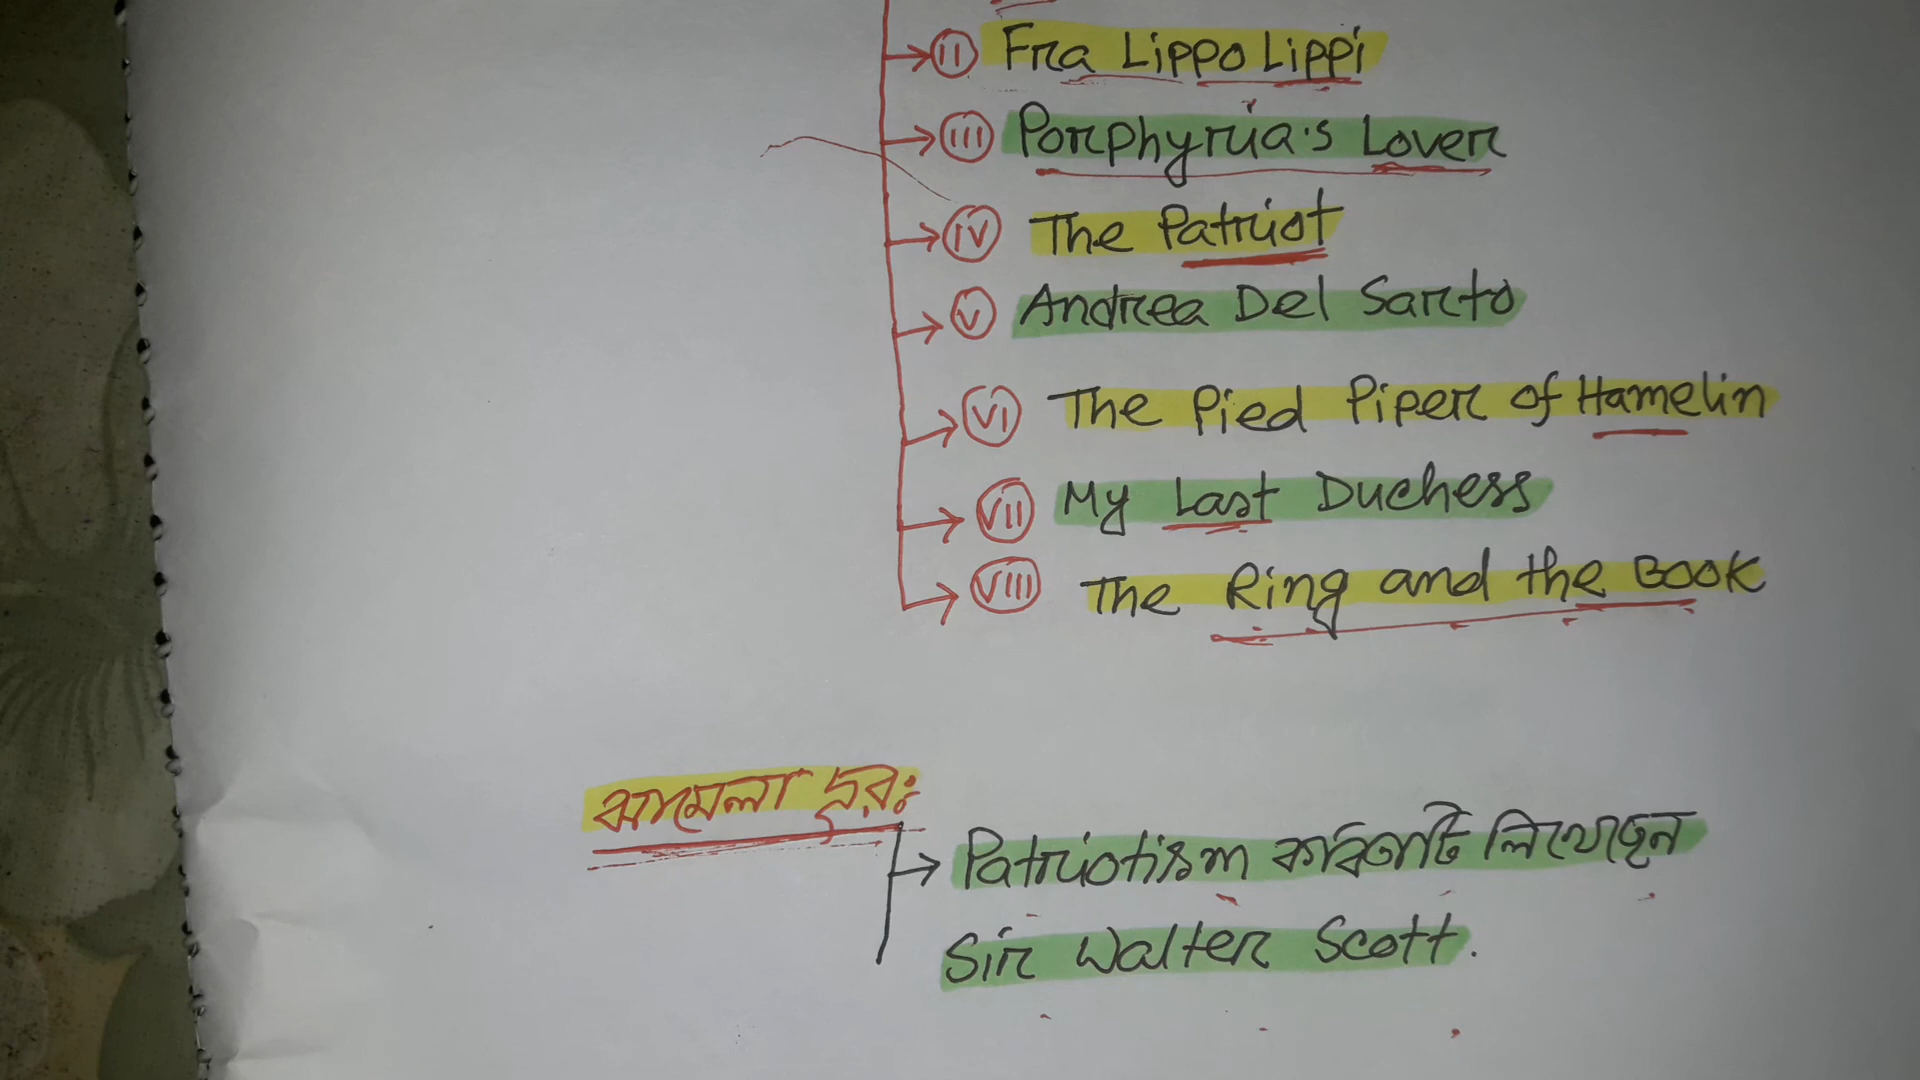 ii Fra Lippo Lippi
iii Porphyria's Lover
iv The Patriot
v Andrea Del Sarto
vi The Pied Piper of Hamelin
vii My Last Duchess
viii The Ring and the Book
ঝামেলা দূরঃ
Patriotism কবিতাটি লিখেছেন
Sir Walter Scott.